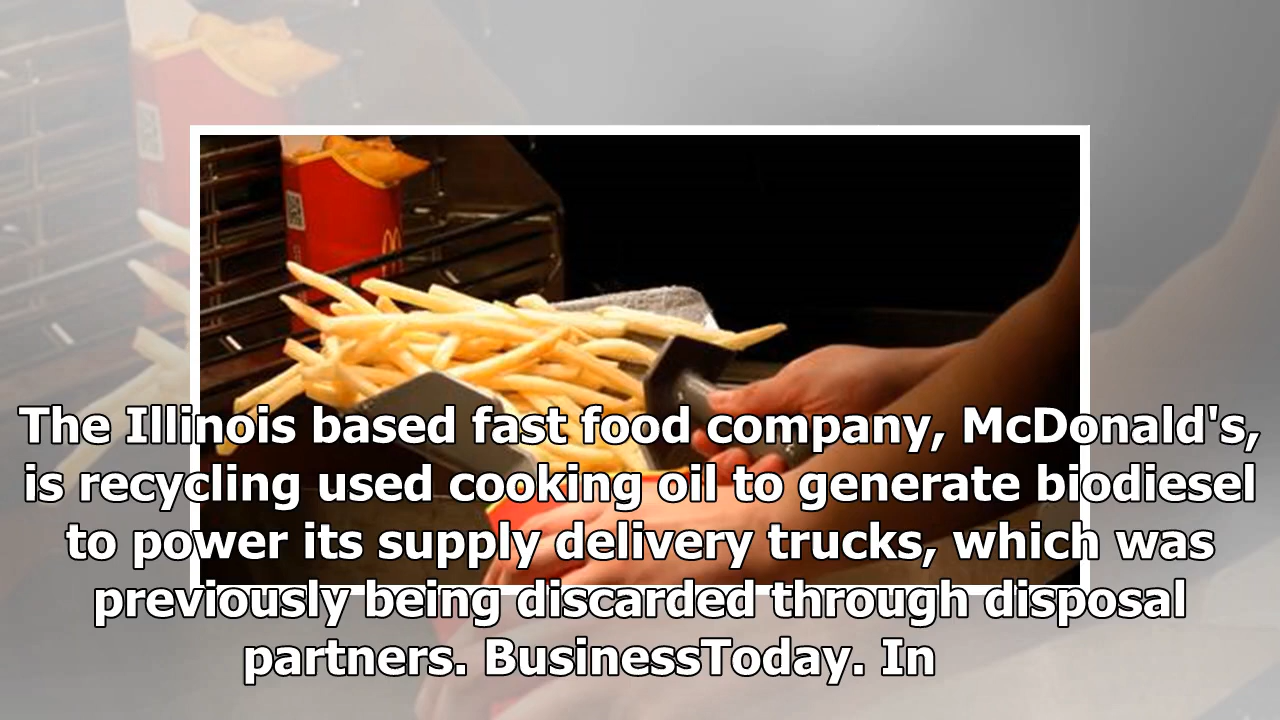 The Illinois based fast food company, McDonald's,
is recycling used cooking oil to generate biodiesel
to power its supply delivery trucks, which was
previously being discarded through disposal
partners. BusinessToday. In